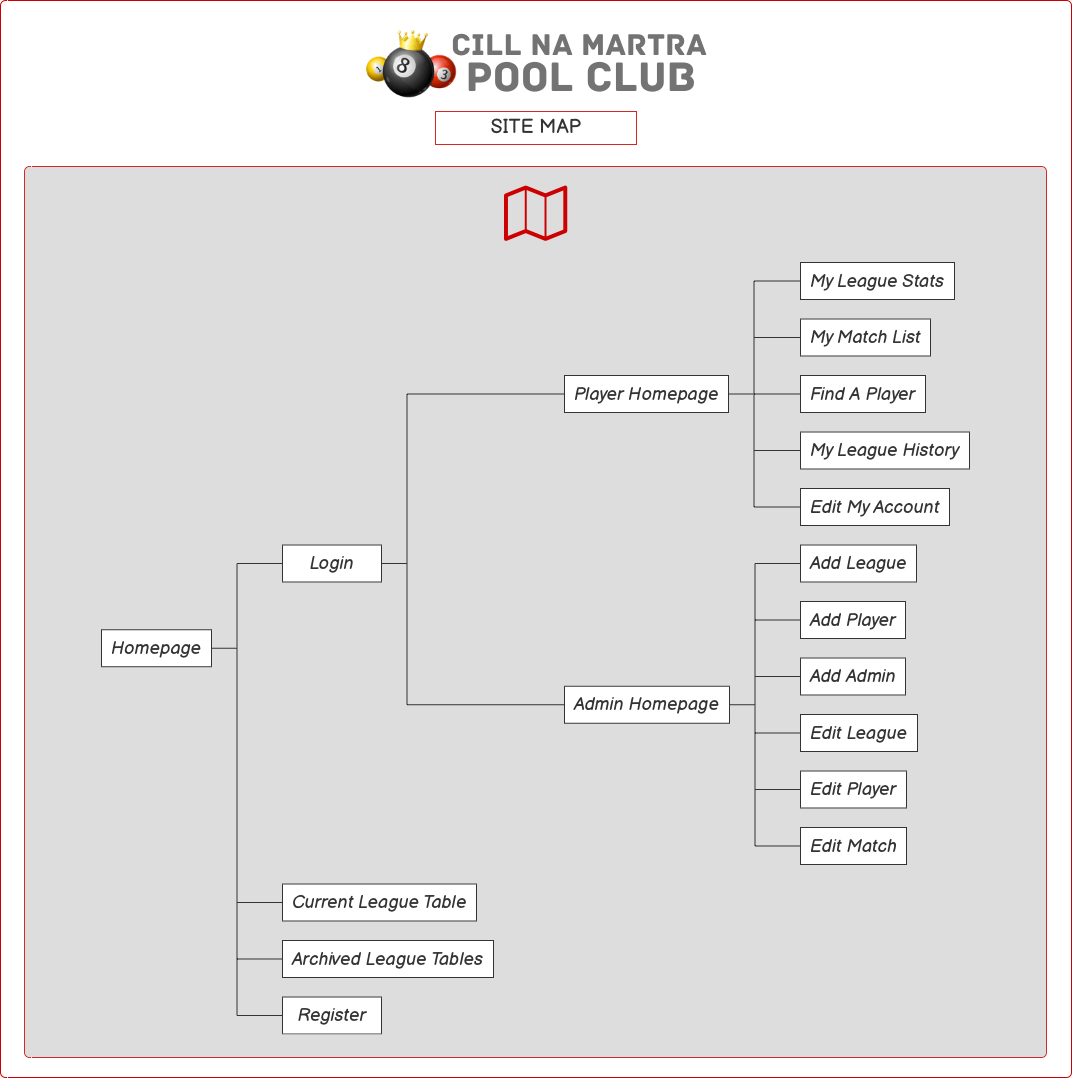 CILL NA MARTRA
POOL CLUB
1
8
3
SITE MAP
My League Stats
My Match List
Player Homepage
Find A Player
My League History
Edit My Account
Login
Add League
Add Player
Homepage
Add Admin
Admin Homepage
Edit League
Edit Player
Edit Match
Current League Table
Archived League Tables
Register